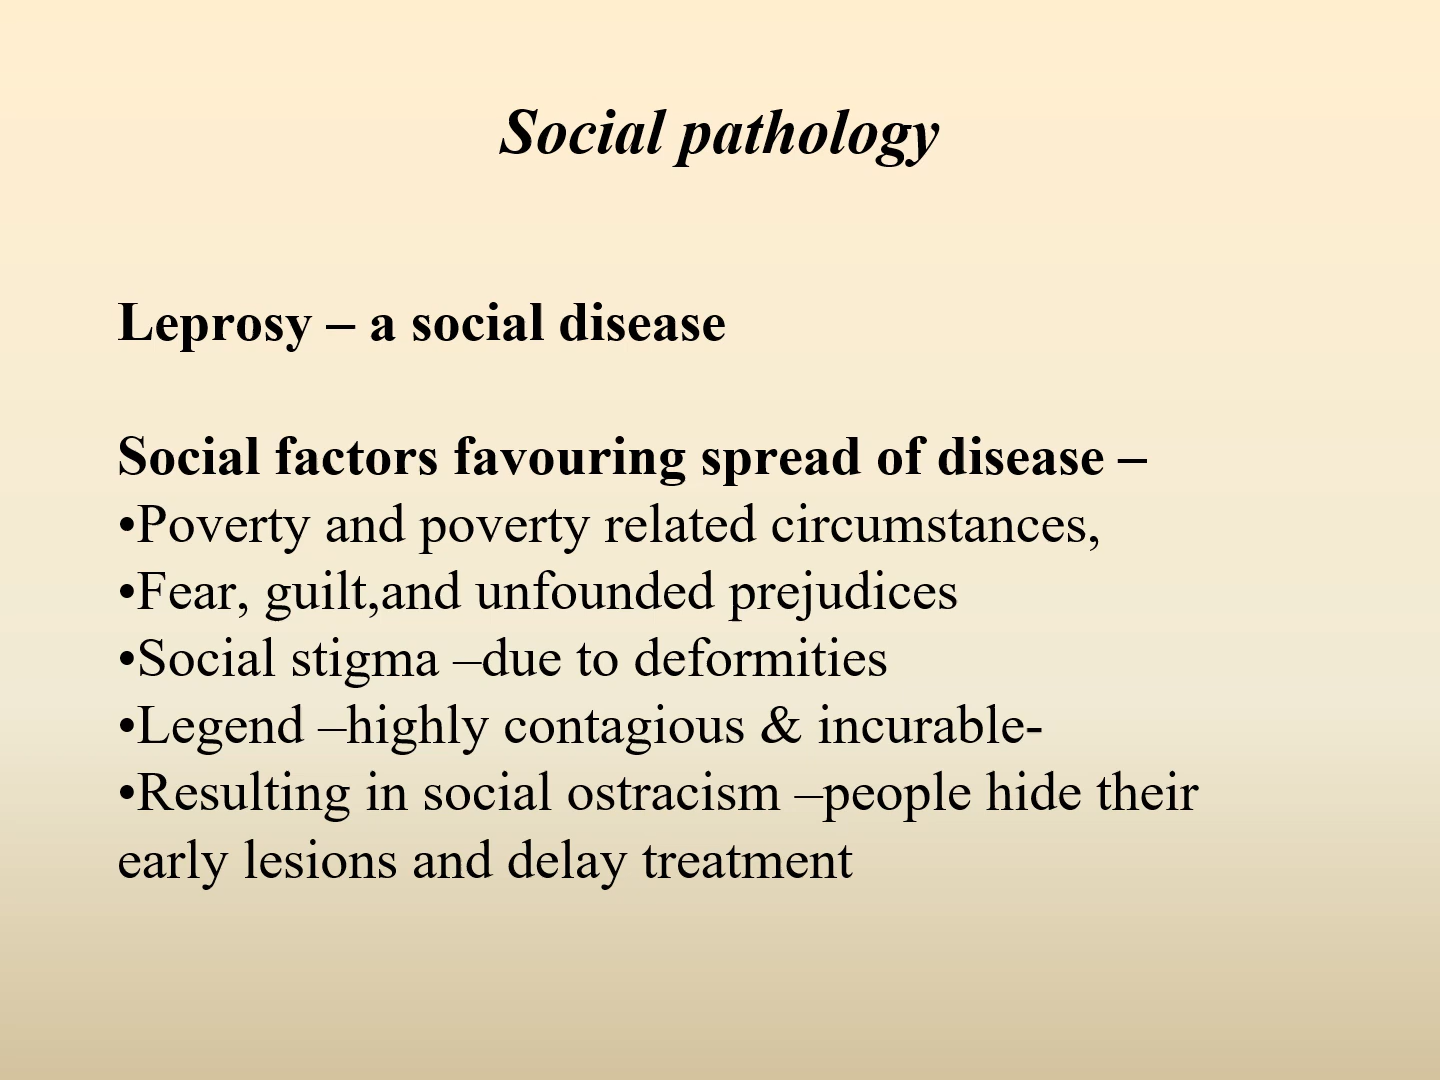 Social pathology
Leprosy – a social disease
Social factors favouring spread of disease –
•Poverty and poverty related circumstances,
•Fear, guilt,and unfounded prejudices
•Social stigma –due to deformities
•Legend –highly contagious & incurable-
•Resulting in social ostracism –people hide their
early lesions and delay treatment